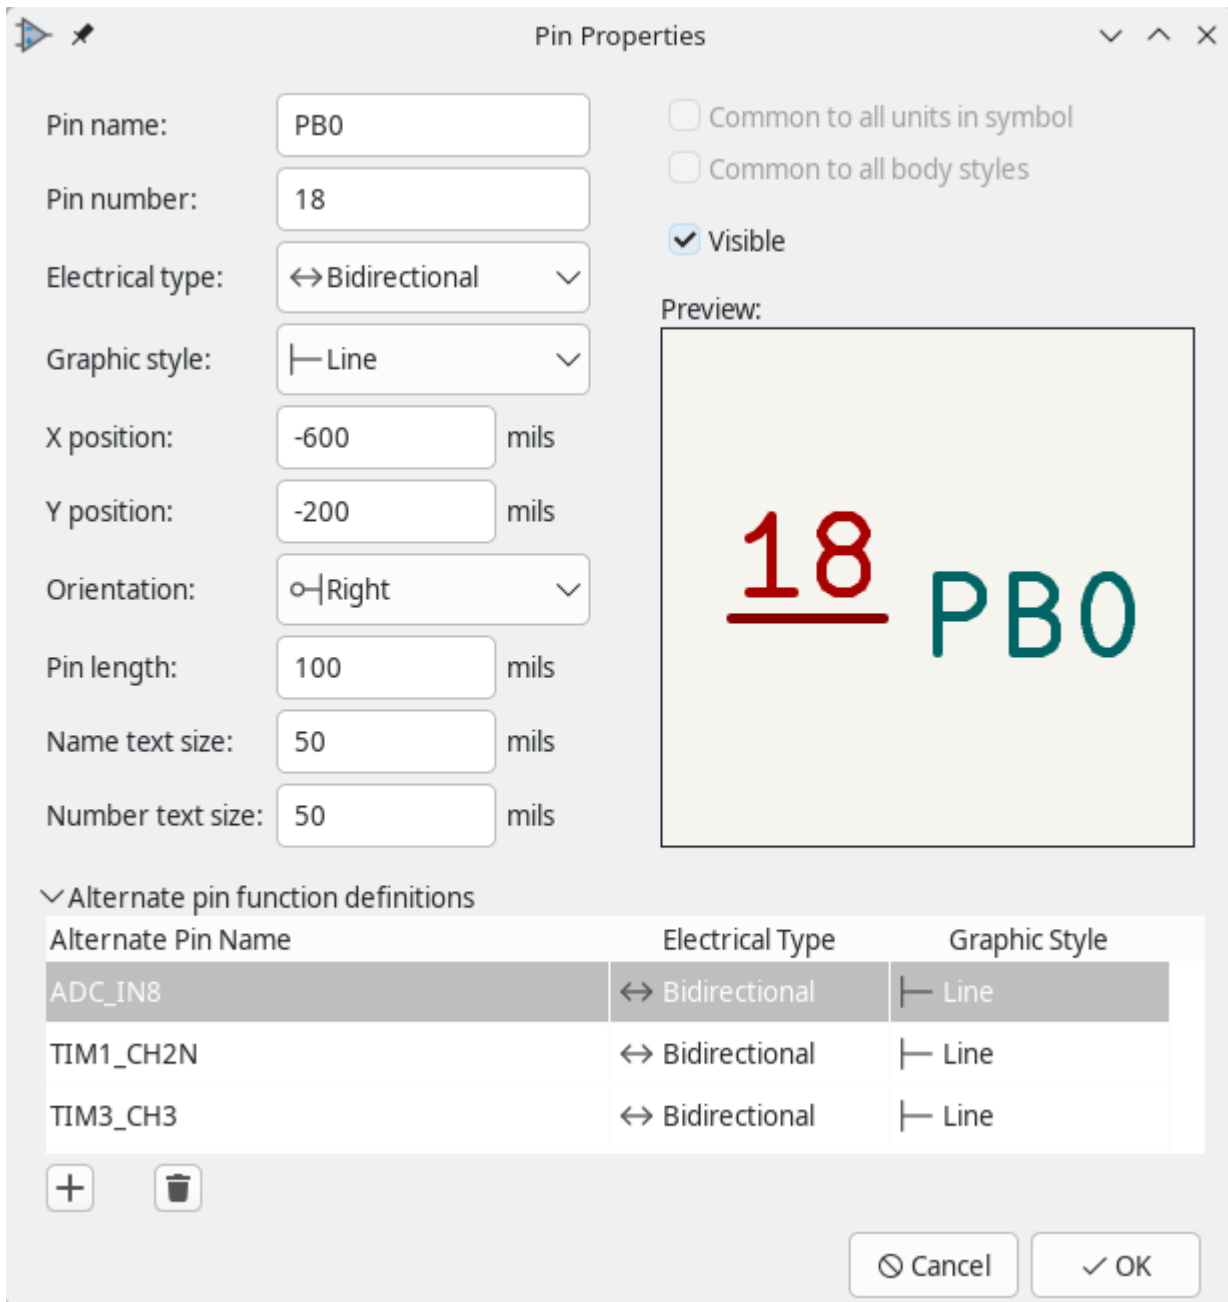 Pin Properties
Pin name: PB0
Common to all units in symbol
Common to all body styles
Pin number: 18
Visible
Electrical type: Bidirectional
Preview:
Graphic style: Line
X position: -600 mils
Y position: -200 mils
Orientation: Right
Pin length: 100 mils
Name text size: 50 mils
Number text size: 50 mils
18 PB0
Alternate pin function definitions
Alternate Pin Name Electrical Type Graphic Style
ADC_IN8 Bidirectional Line
TIM1_CH2N Bidirectional Line
TIM3_CH3 Bidirectional Line
Cancel OK